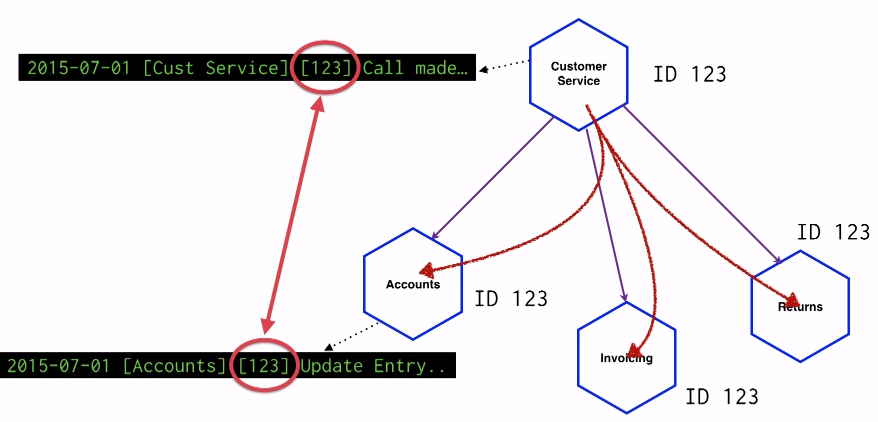 2015-07-01 [Cust Service] [123] Call made…
Customer
Service
ID 123
ID 123
Accounts
ID 123
Returns
Invoicing
2015-07-01 [Accounts] [123] Update Entry..
ID 123